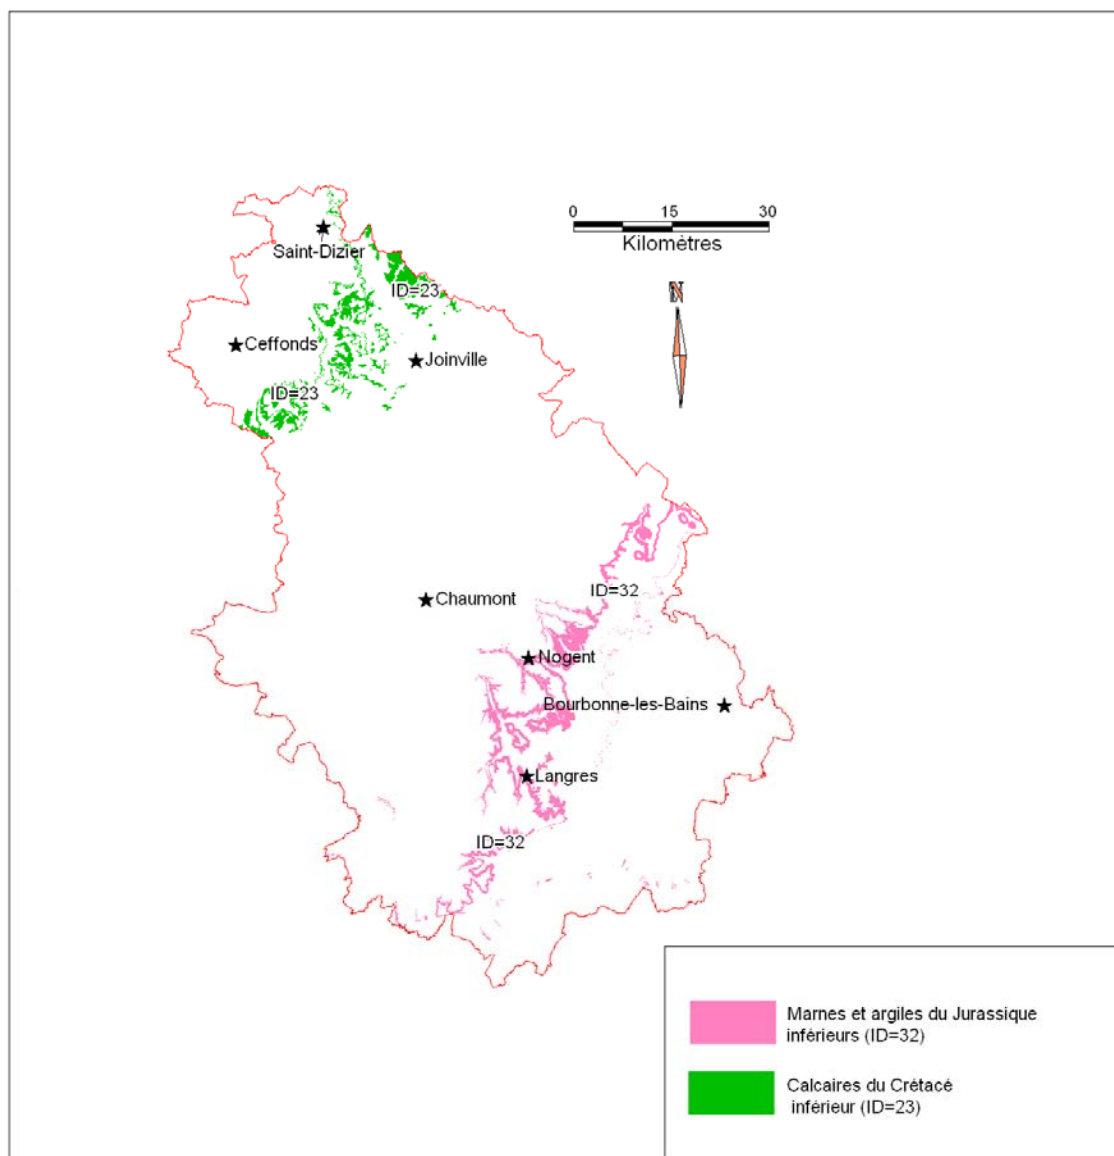 0 15 30
Kilomètres
N
Saint-Dizier
ID=23
Ceffonds
Joinville
ID=23
ID=32
Chaumont
Nogent
Bourbonne-les-Bains
Langres
ID=32
Marnes et argiles du Jurassique
inférieurs (ID=32)
Calcaires du Crétacé
inférieur (ID=23)